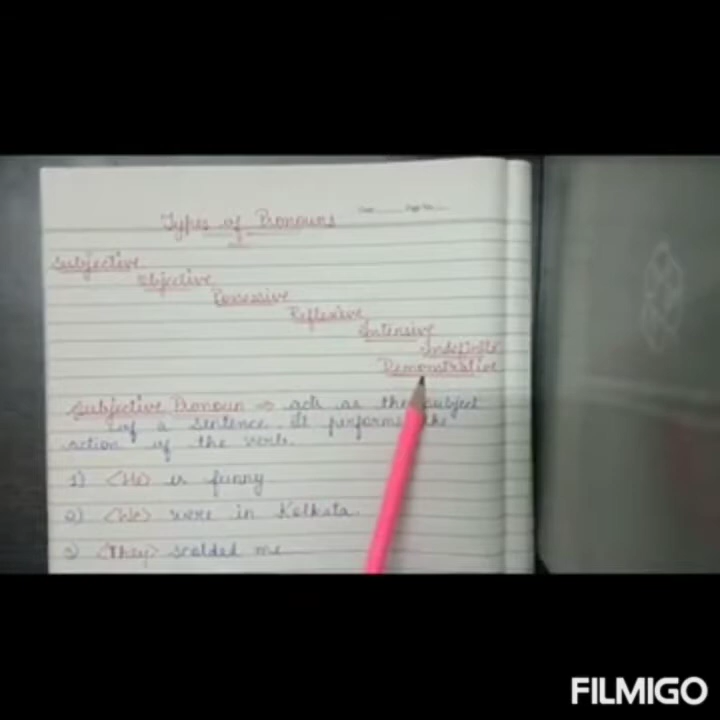 Types of Pronouns
Subjective
Objective
Possessive
Reflexive
Intensive
Indefinite
Demonstrative
Subjective Pronoun ⇒ acts as the subject
of a sentence. It performs the
action of the verb.
1) <He> is funny
2) <We> were in Kolkata.
3) <They> scolded me
FILMIGO